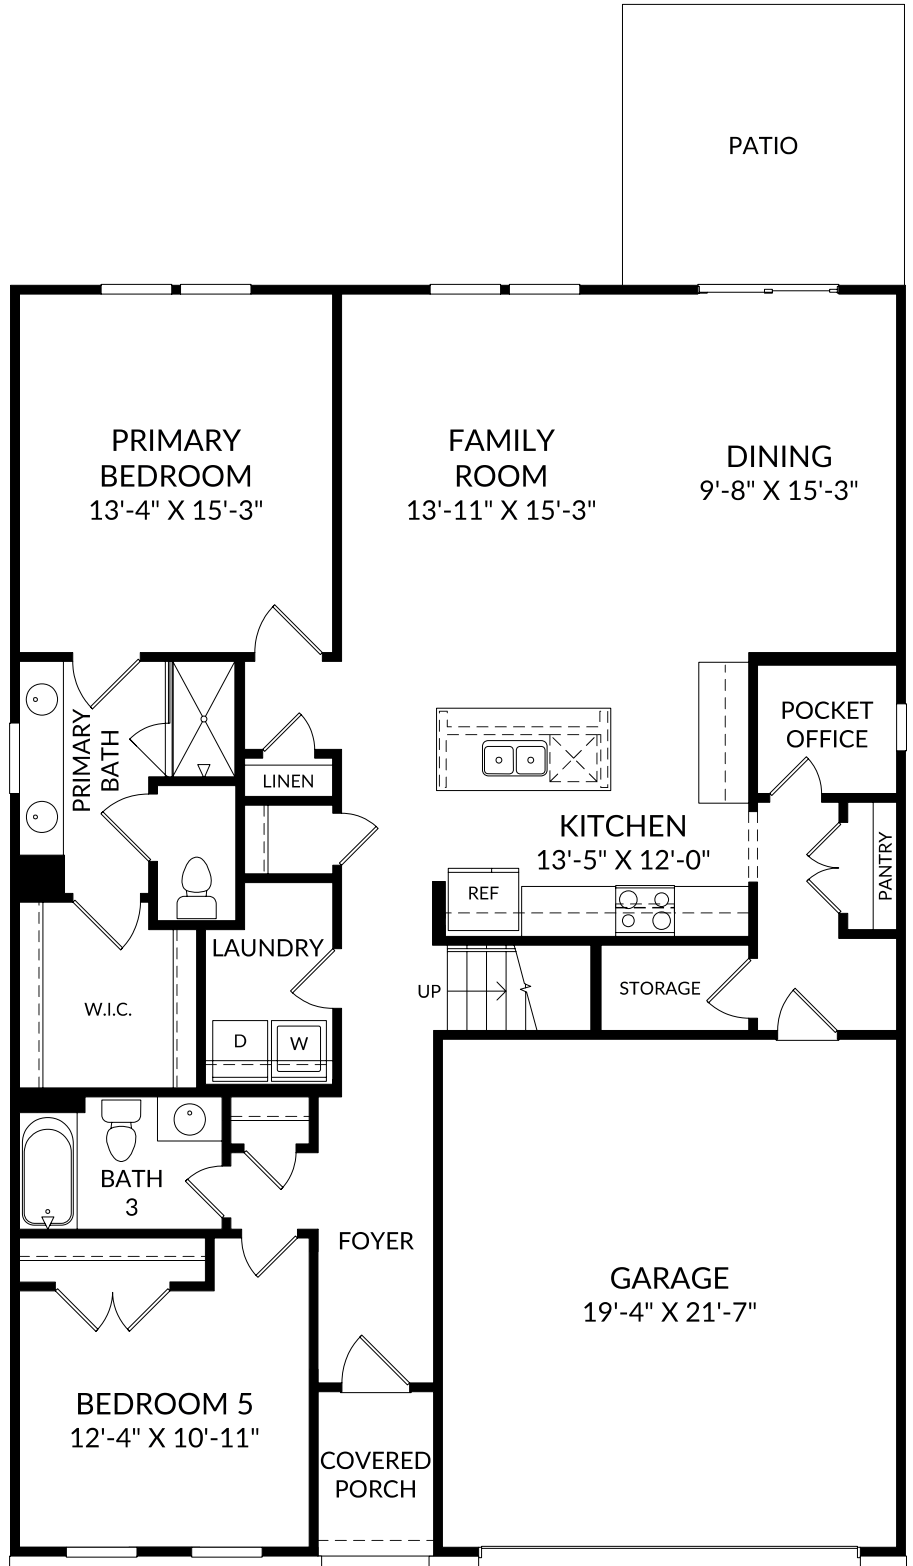 PATIO
PRIMARY
BEDROOM
13'-4" X 15'-3"
FAMILY
ROOM
13'-11" X 15'-3"
DINING
9'-8" X 15'-3"
PRIMARY
BATH
LINEN
POCKET
OFFICE
KITCHEN
13'-5" X 12'-0"
PANTRY
REF
LAUNDRY
W.I.C.
D
W
UP
STORAGE
BATH
3
FOYER
GARAGE
19'-4" X 21'-7"
BEDROOM 5
12'-4" X 10'-11"
COVERED
PORCH